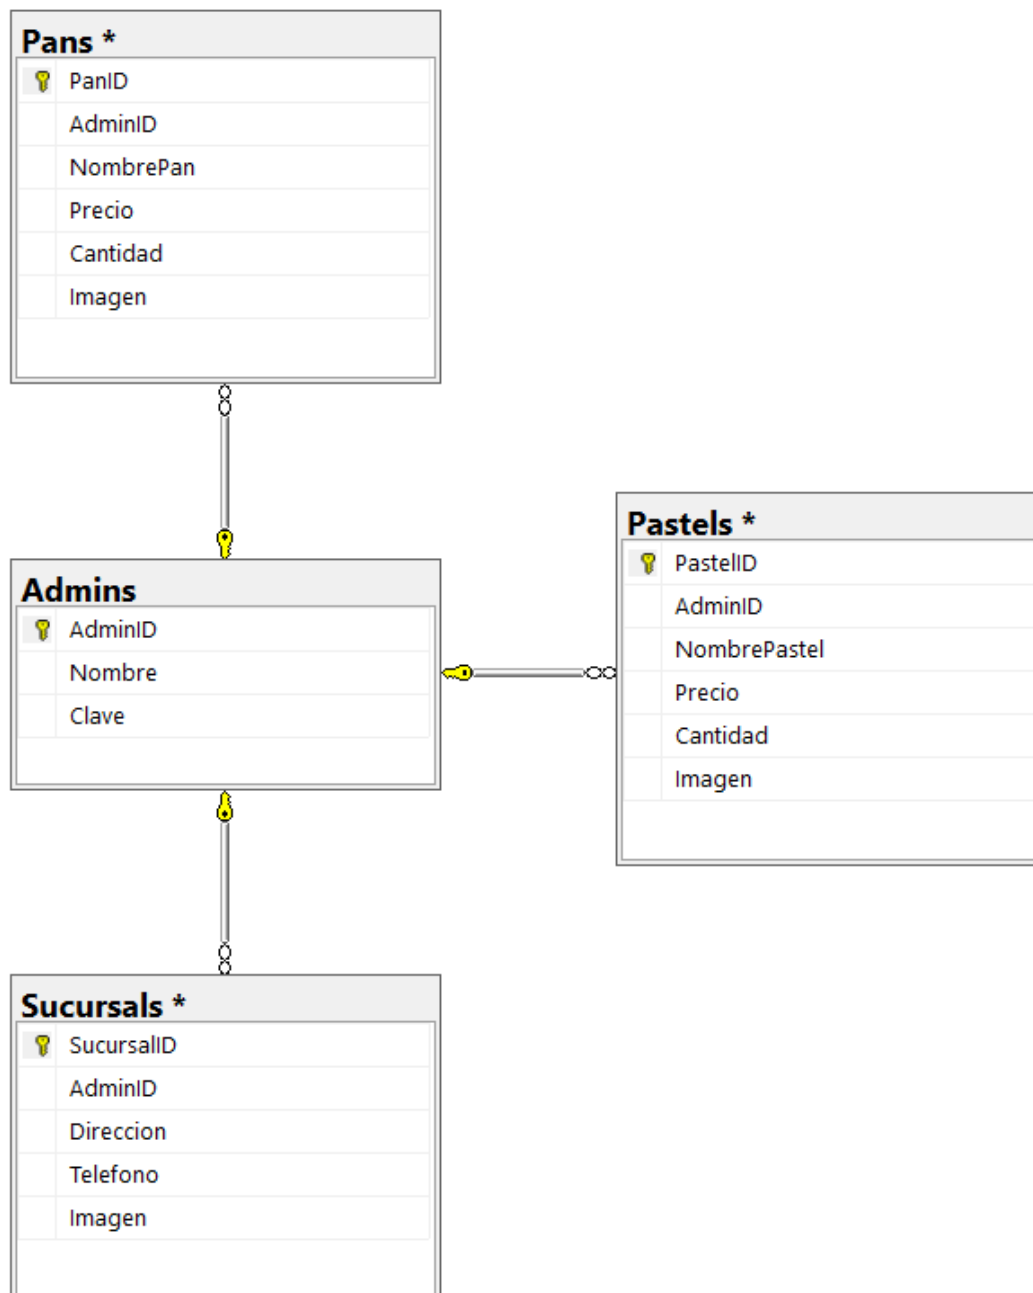 Pans *
PanID
AdminID
NombrePan
Precio
Cantidad
Imagen
Admins
AdminID
Nombre
Clave
Pastels *
PastelID
AdminID
NombrePastel
Precio
Cantidad
Imagen
Sucursals *
SucursalID
AdminID
Direccion
Telefono
Imagen